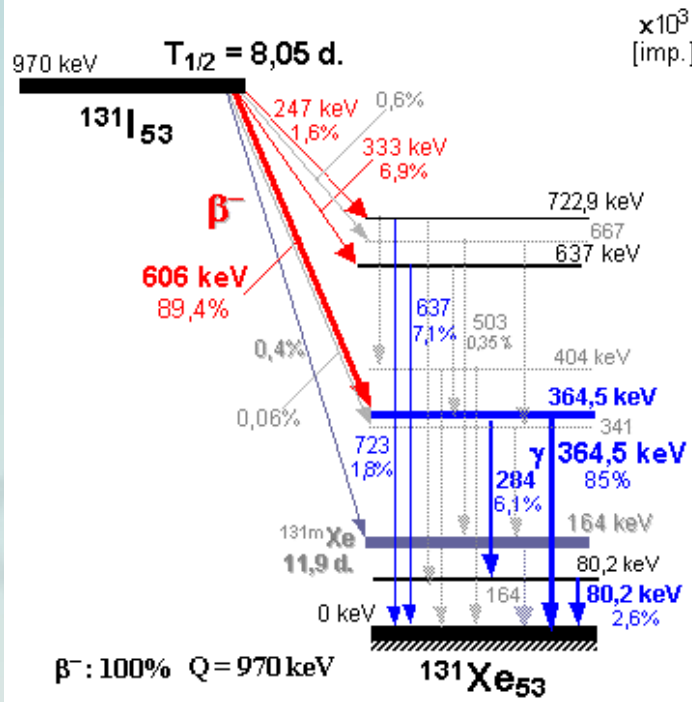 x10³
[imp.]
T1/2 = 8,05 d.
970 keV
131I53
0,6%
247 keV
1,6%
333 keV
6,9%
β⁻
722,9 keV
667
637 keV
606 keV
89,4%
637
7,1%
503
0,35%
0,4%
404 keV
0,06%
364,5 keV
341
723
1,8%
γ 364,5 keV
85%
284
6,1%
131mXe
11,9 d.
164 keV
80,2 keV
164
80,2 keV
2,6%
0 keV
β⁻: 100% Q = 970 keV
131Xe53